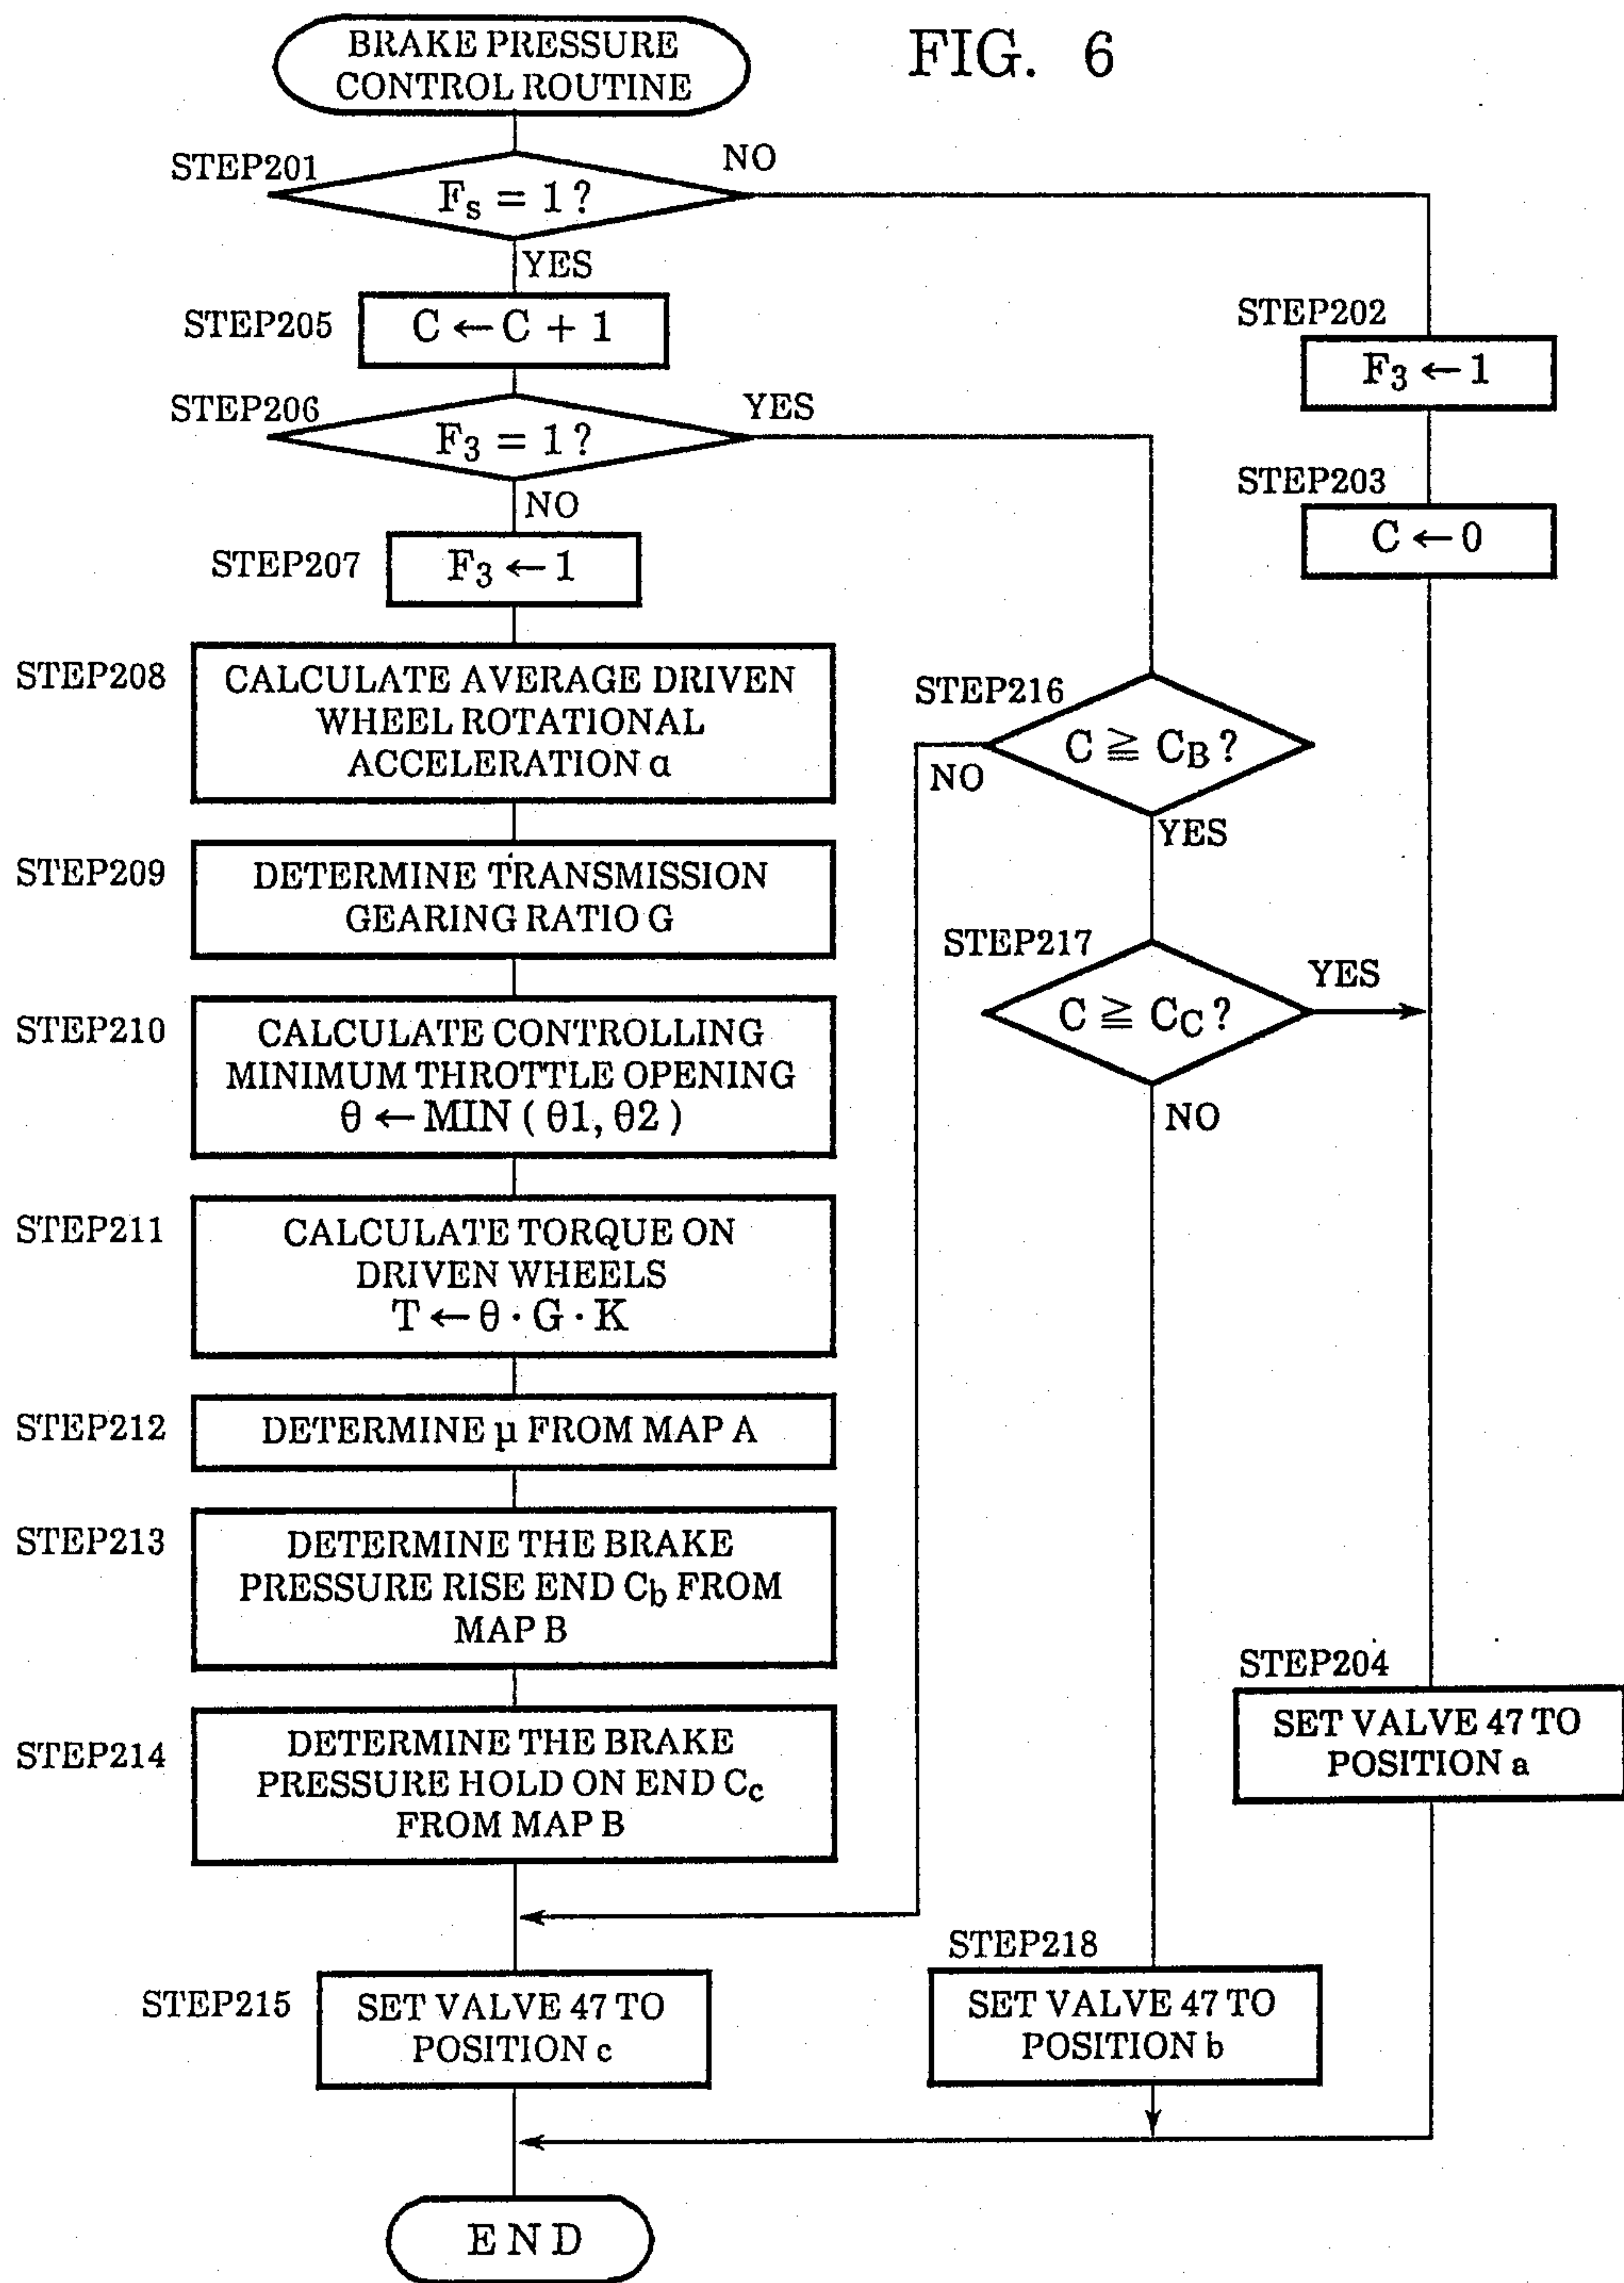 FIG. 6
BRAKE PRESSURE
CONTROL ROUTINE
STEP201
Fs = 1?
NO
YES
STEP205
C ← C + 1
STEP202
F3 ← 1
STEP206
F3 = 1?
YES
NO
STEP203
C ← 0
STEP207
F3 ← 1
STEP208
CALCULATE AVERAGE DRIVEN
WHEEL ROTATIONAL
ACCELERATION α
STEP216
C ≧ CB?
NO
YES
STEP209
DETERMINE TRANSMISSION
GEARING RATIO G
STEP217
C ≧ CC?
YES
NO
STEP210
CALCULATE CONTROLLING
MINIMUM THROTTLE OPENING
θ ← MIN ( θ1, θ2 )
STEP211
CALCULATE TORQUE ON
DRIVEN WHEELS
T ← θ · G · K
STEP212
DETERMINE μ FROM MAP A
STEP213
DETERMINE THE BRAKE
PRESSURE RISE END Cb FROM
MAP B
STEP214
DETERMINE THE BRAKE
PRESSURE HOLD ON END Cc
FROM MAP B
STEP204
SET VALVE 47 TO
POSITION a
STEP215
SET VALVE 47 TO
POSITION c
STEP218
SET VALVE 47 TO
POSITION b
END